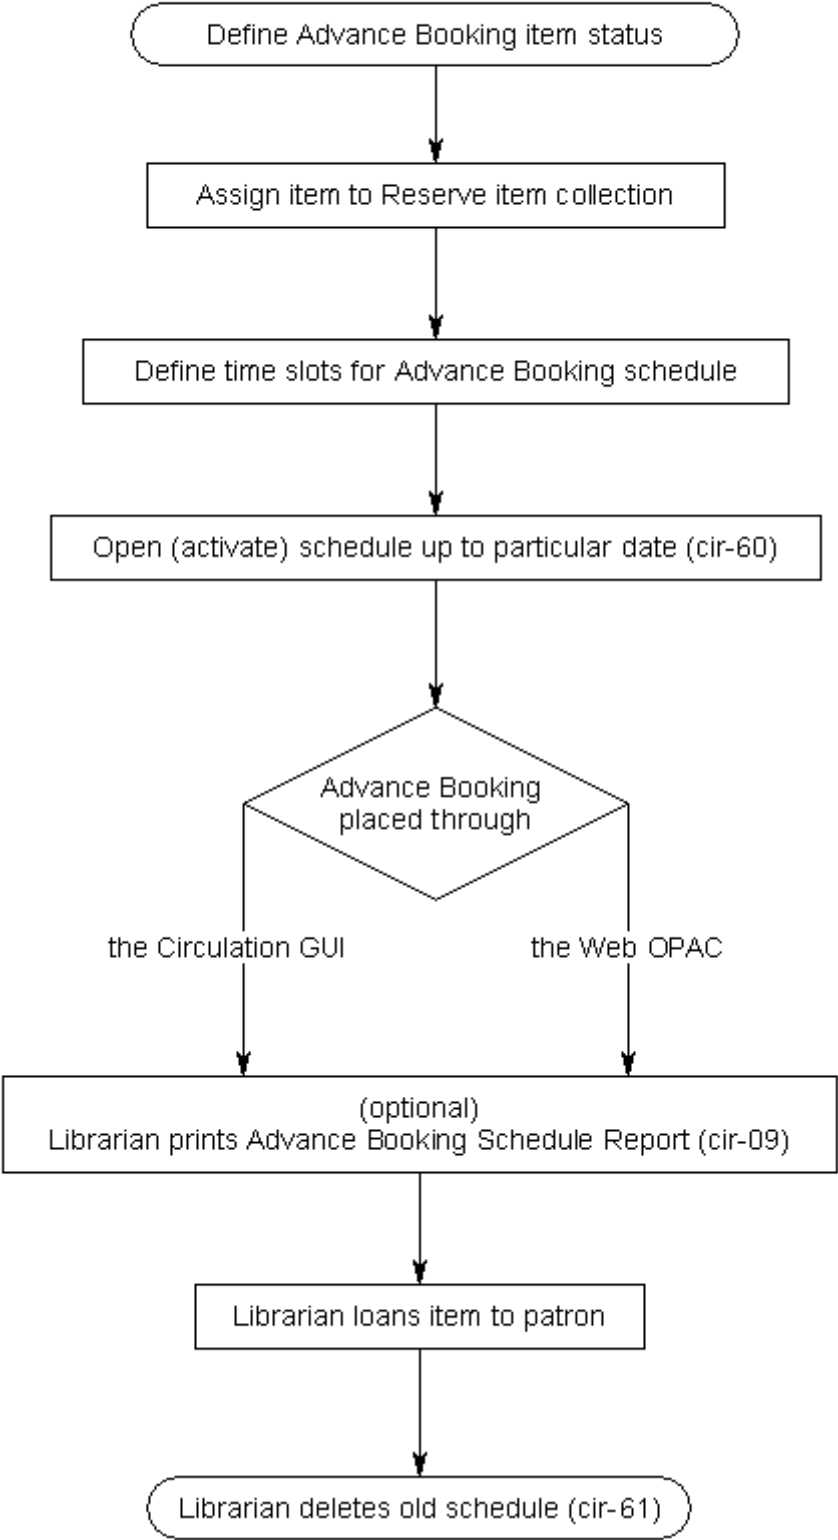 Define Advance Booking item status
Assign item to Reserve item collection
Define time slots for Advance Booking schedule
Open (activate) schedule up to particular date (cir-60)
Advance Booking
placed through
the Circulation GUI
the Web OPAC
(optional)
Librarian prints Advance Booking Schedule Report (cir-09)
Librarian loans item to patron
Librarian deletes old schedule (cir-61)